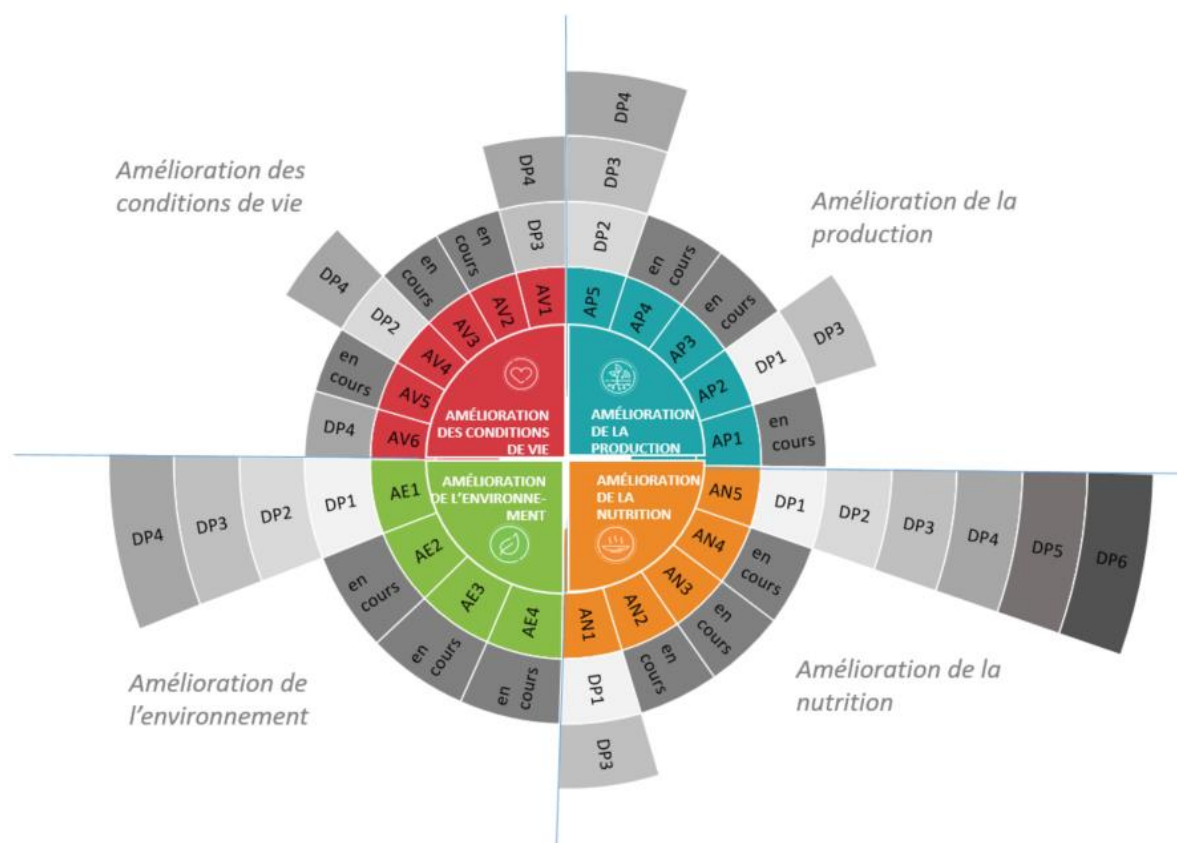 DP4
DP3
DP2
AP5
en
cours
AP4
en
cours
AP3
DP3
DP1
AP2
en
cours
AP1
Amélioration de la
production
Amélioration des
conditions de vie
DP4
DP3
AV1
en
cours
AV2
en
cours
AV3
DP4
DP2
AV4
en
cours
AV5
DP4
AV6
AMÉLIORATION
DES CONDITIONS
DE VIE
AMÉLIORATION
DE LA
PRODUCTION
AMÉLIORATION
DE L'ENVIRONNE-
MENT
AMÉLIORATION
DE LA
NUTRITION
DP4
DP3
DP2
DP1
AE1
AE2
en
cours
AE3
en
cours
AE4
en
cours
Amélioration de
l'environnement
AN5
DP1
DP2
DP3
DP4
DP5
DP6
AN4
en
cours
AN3
en
cours
AN2
en
cours
AN1
DP1
DP3
Amélioration de la
nutrition